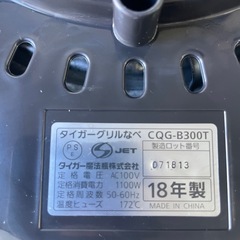 タイガーグリルなべ CQG-B300T
PSE JET 製造ロット番号
071813
タイガー魔法瓶株式会社
定格電圧 AC100V
定格消費電力 1100W
定格周波数 50-60Hz
温度ヒューズ 172℃
18年製
MADE IN CHINA